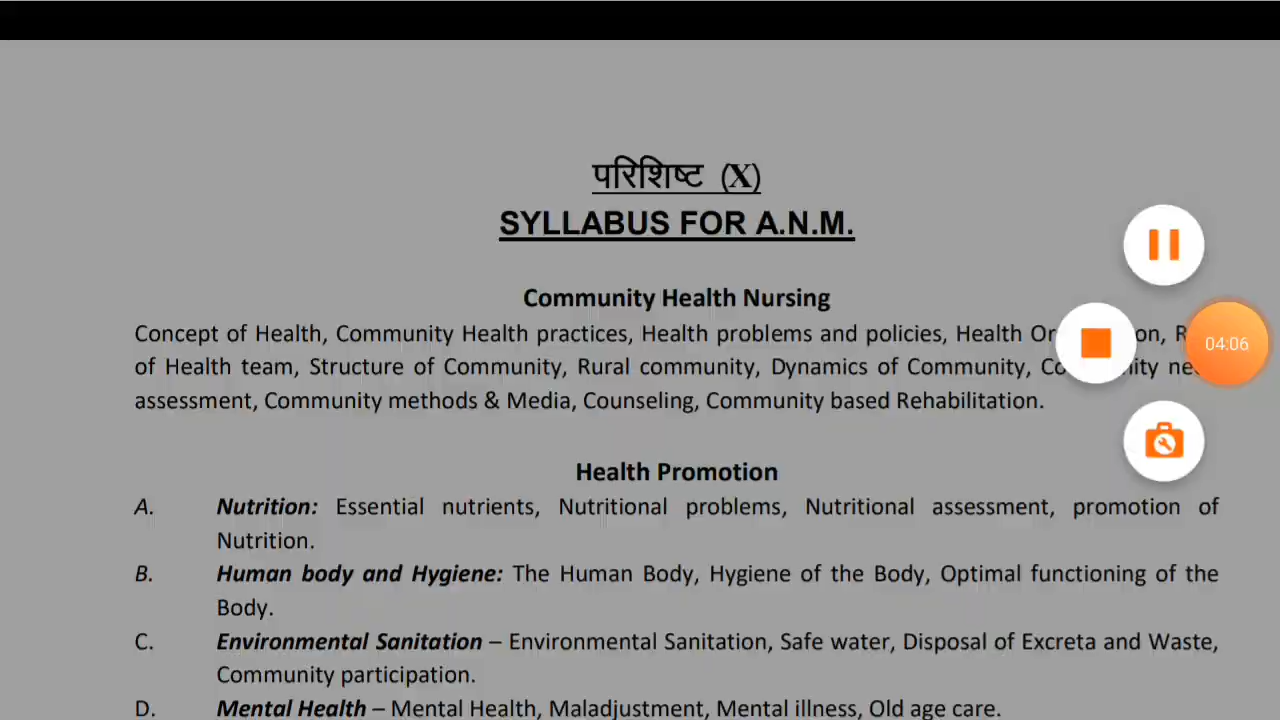 परिशिष्ट (X)
SYLLABUS FOR A.N.M.
Community Health Nursing
Concept of Health, Community Health practices, Health problems and policies, Health
of Health team, Structure of Community, Rural community, Dynamics of Community,
assessment, Community methods & Media, Counseling, Community based Rehabilitation.
04:06
Health Promotion
A. Nutrition: Essential nutrients, Nutritional problems, Nutritional assessment, promotion of
Nutrition.
B. Human body and Hygiene: The Human Body, Hygiene of the Body, Optimal functioning of the
Body.
C. Environmental Sanitation – Environmental Sanitation, Safe water, Disposal of Excreta and Waste,
Community participation.
D. Mental Health – Mental Health, Maladjustment, Mental illness, Old age care.